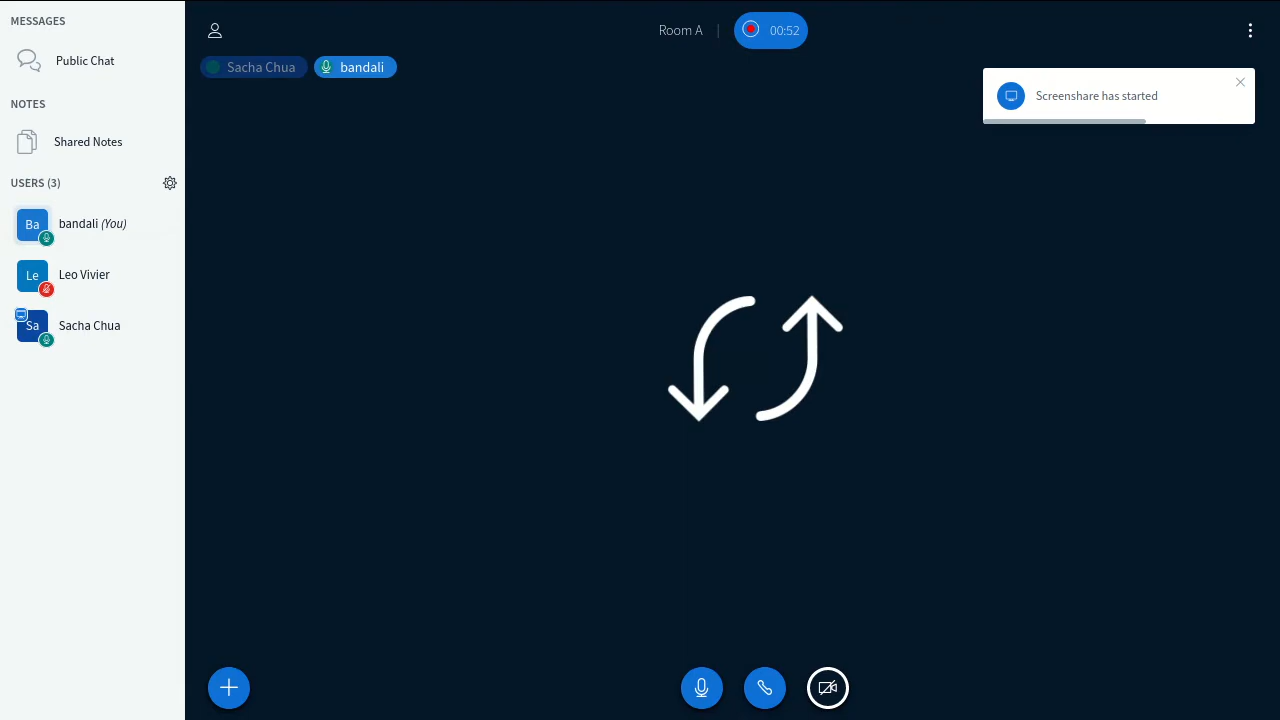 MESSAGES
Public Chat
NOTES
Shared Notes
USERS (3)
Ba
bandali (You)
Le
Leo Vivier
Sa
Sacha Chua
Room A
00:52
Sacha Chua
bandali
Screenshare has started